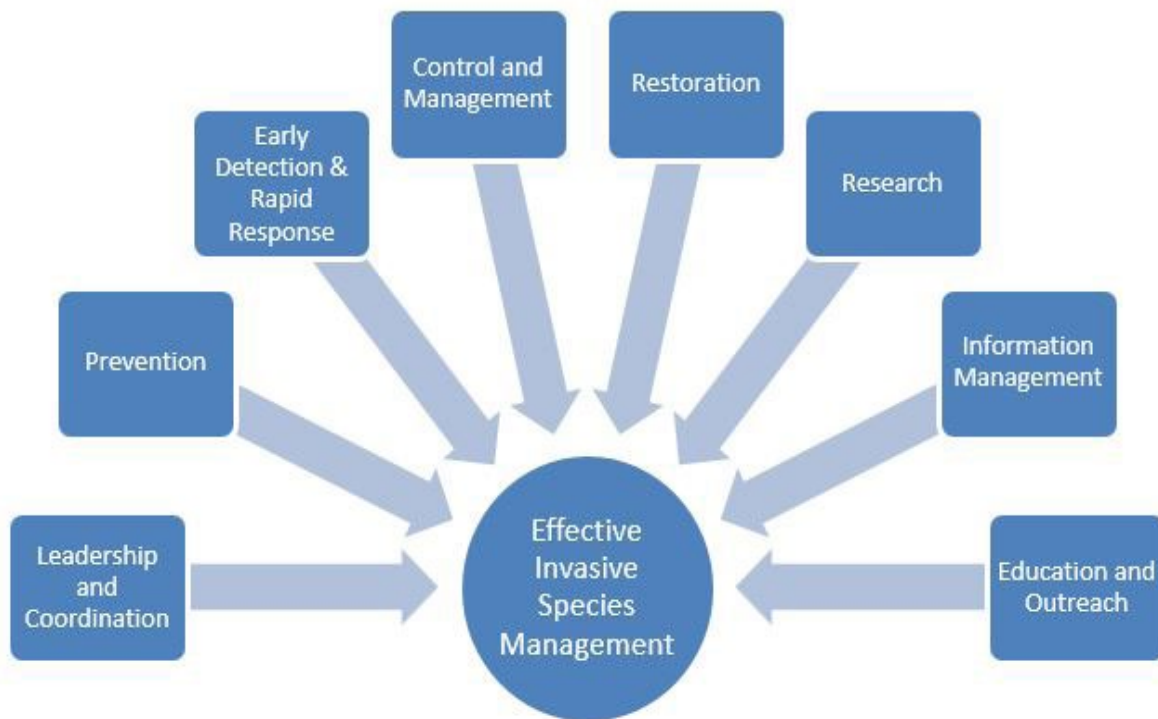 Control and
Management
Restoration
Early
Detection &
Rapid
Response
Research
Prevention
Information
Management
Leadership
and
Coordination
Effective
Invasive
Species
Management
Education and
Outreach